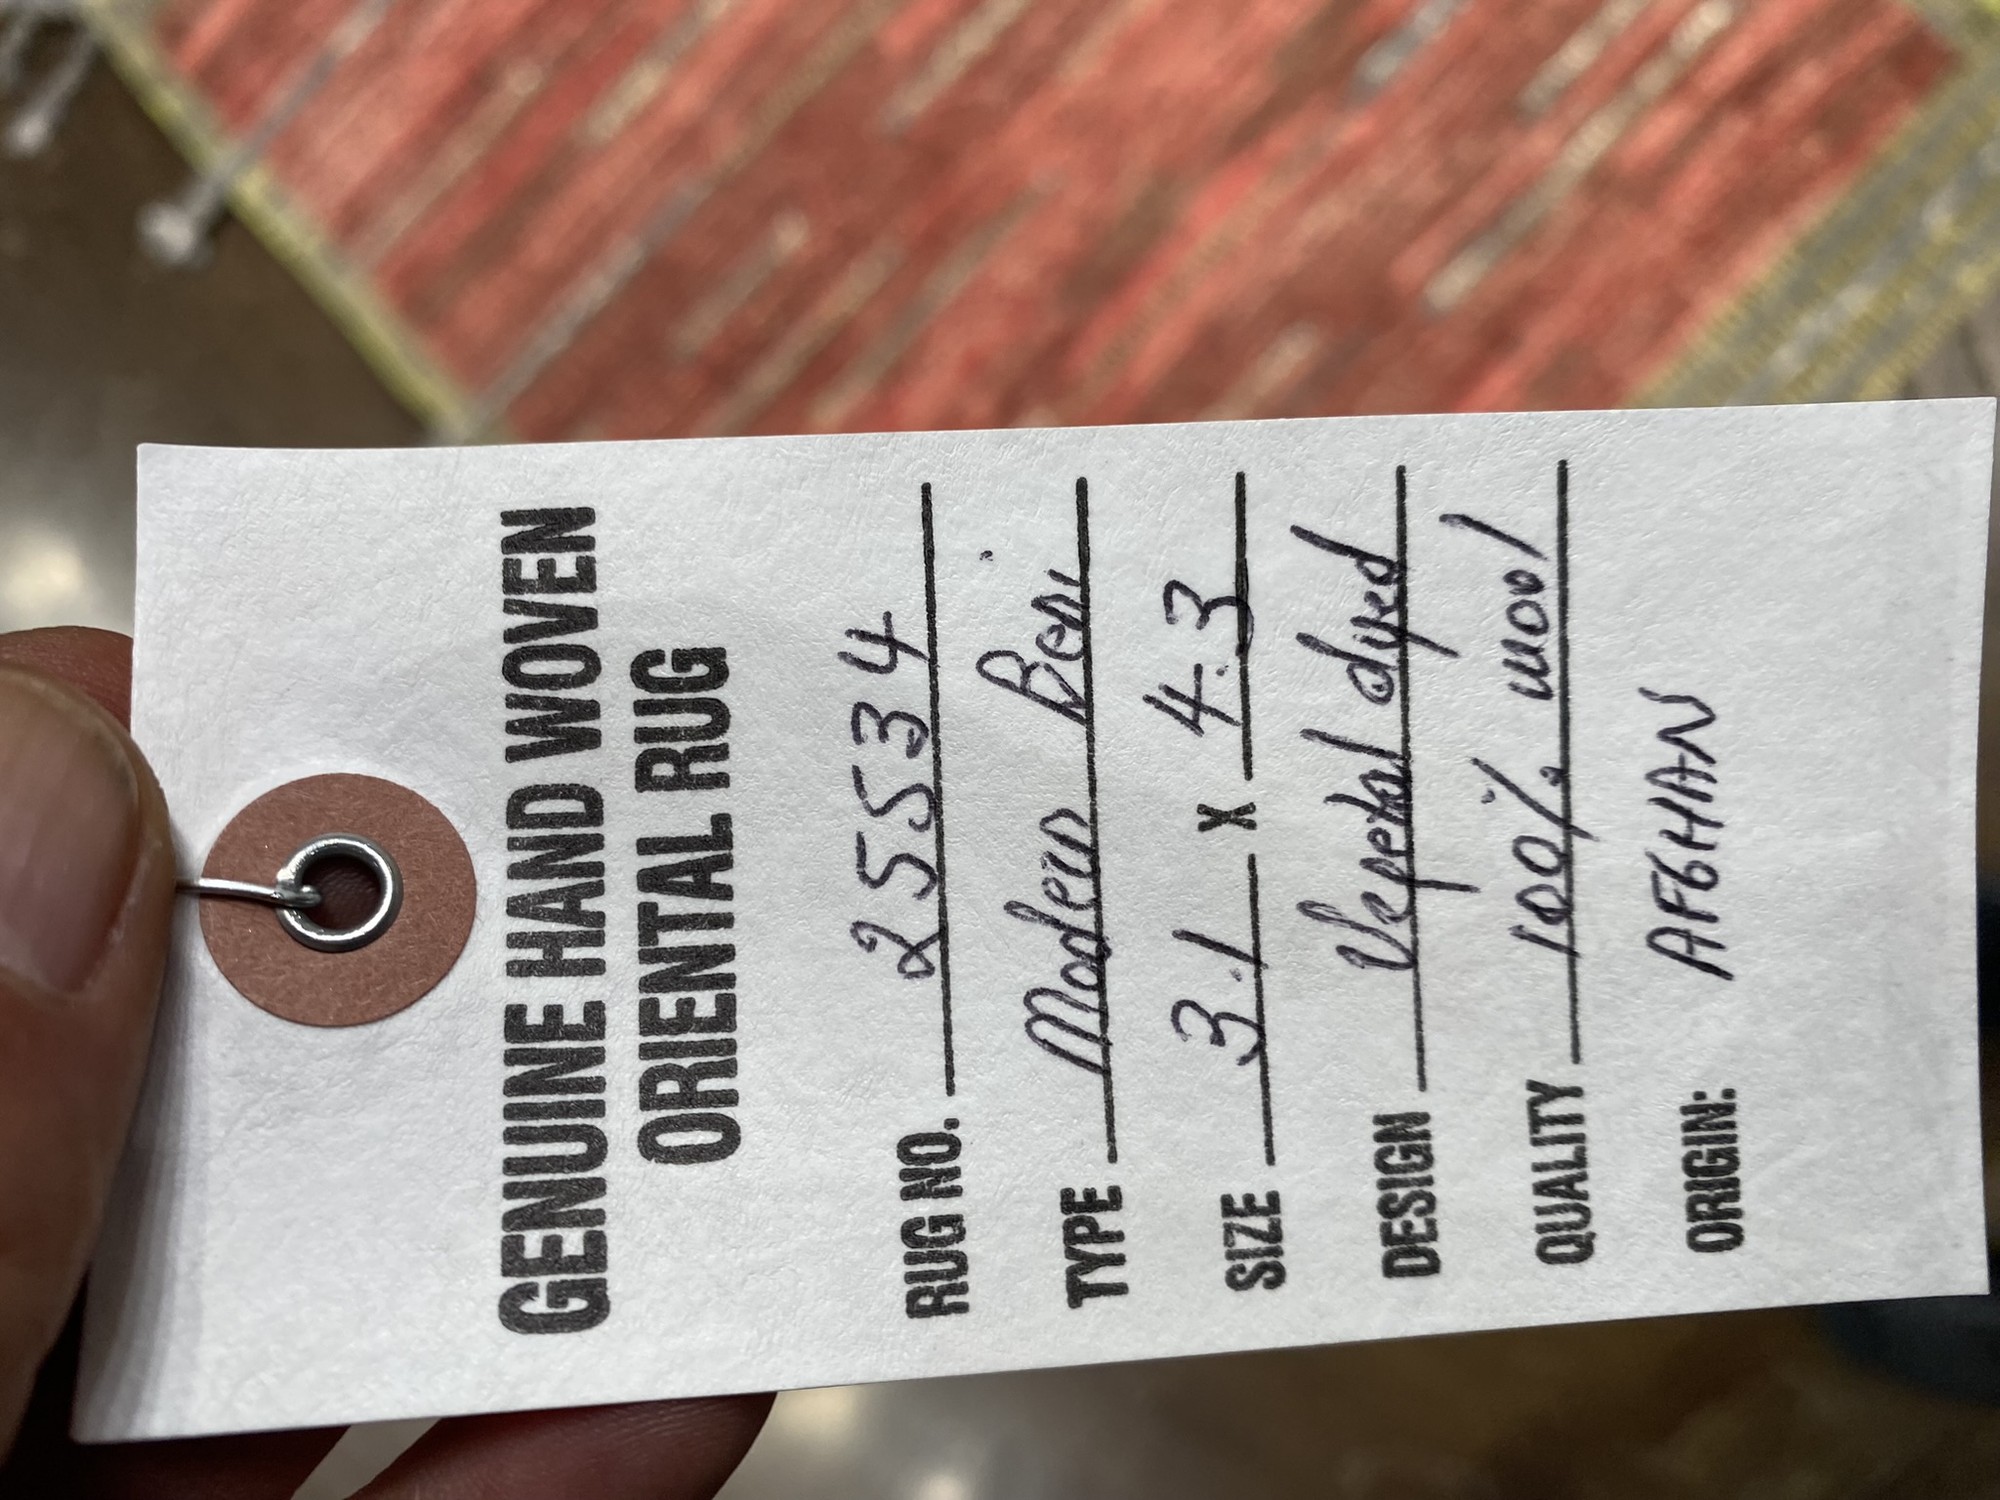 GENUINE HAND WOVEN
ORIENTAL RUG
RUG NO. 25534
TYPE Modern Beni
SIZE 3.1 X 4.3
DESIGN Vegetal dyed
QUALITY 100% wool
ORIGIN: AFGHAN